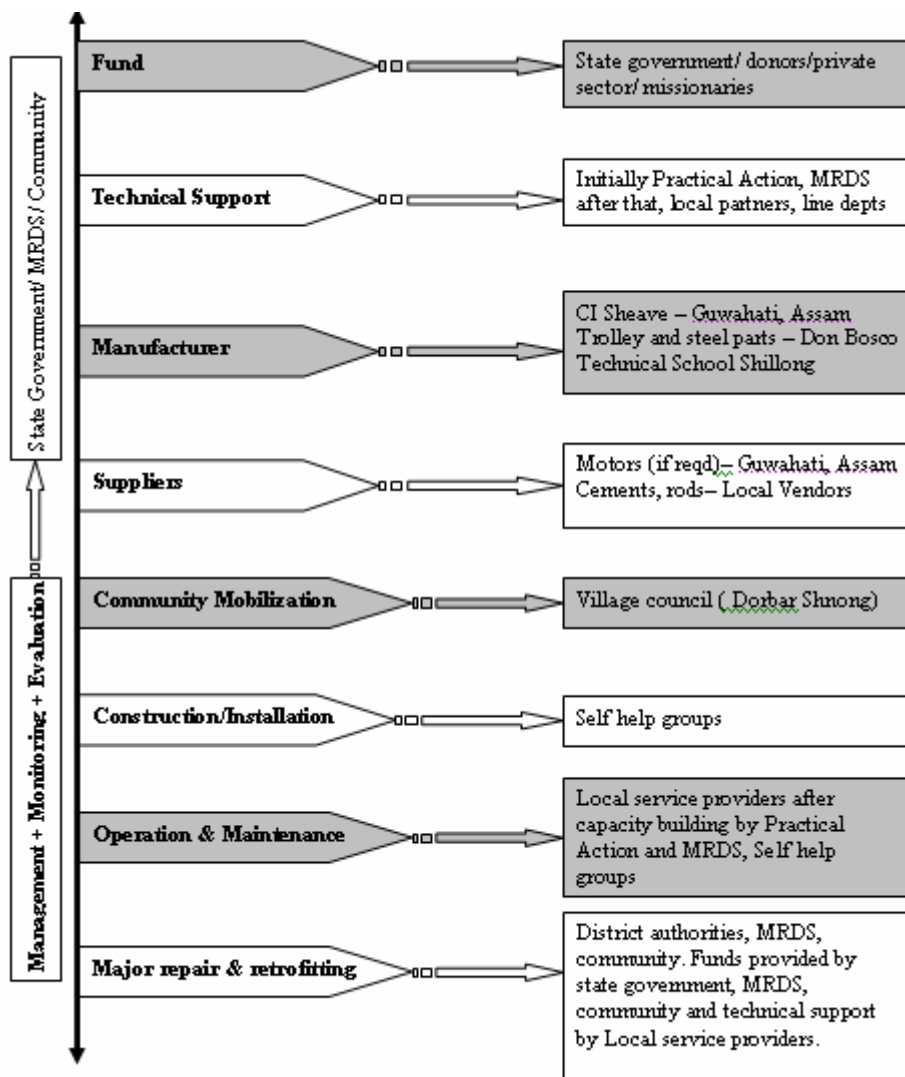 Fund
State government/ donors/private
sector/ missionaries
Technical Support
Initially Practical Action, MRDS
after that, local partners, line depts
Manufacturer
CI Sheave – Guwahati, Assam
Trolley and steel parts – Don Bosco
Technical School Shillong
Suppliers
Motors (if reqd)– Guwahati, Assam
Cements, rods– Local Vendors
Community Mobilization
Village council ( Dorbar Shnong)
Construction/Installation
Self help groups
Operation & Maintenance
Local service providers after
capacity building by Practical
Action and MRDS, Self help
groups
Major repair & retrofitting
District authorities, MRDS,
community. Funds provided by
state government, MRDS,
community and technical support
by Local service providers.
State Government/ MRDS/ Community
Management + Monitoring + Evaluation